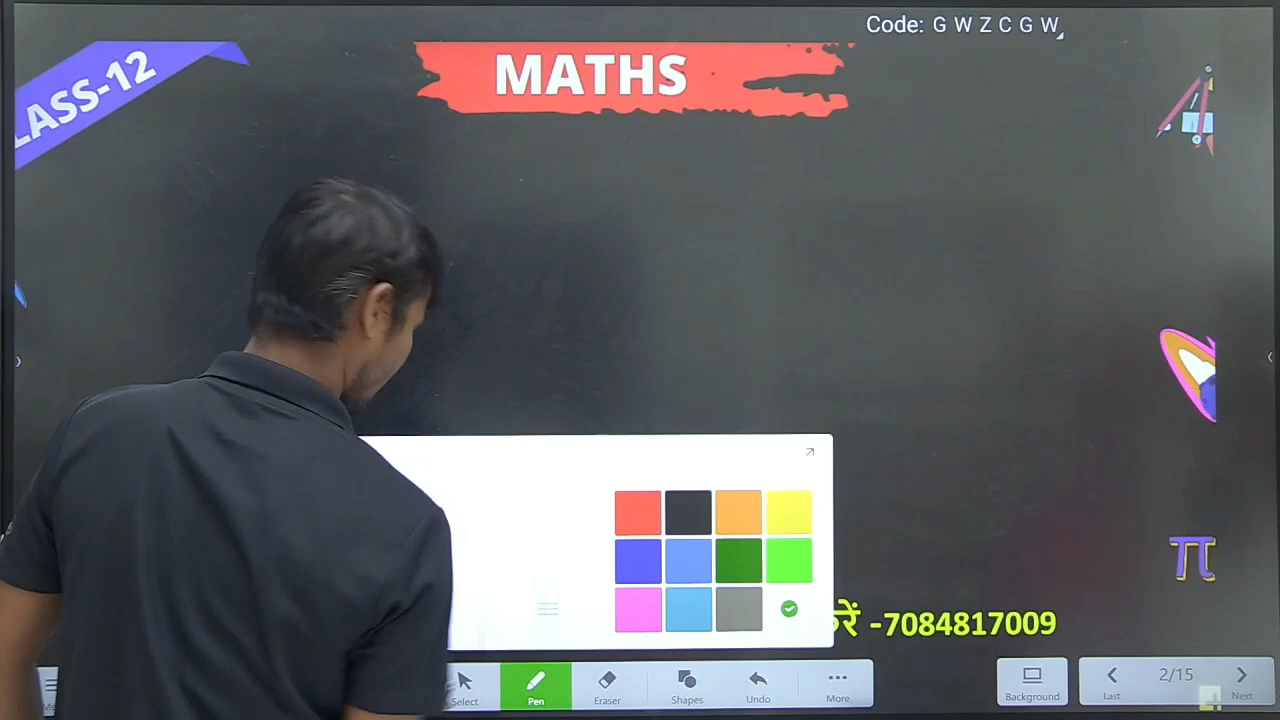 Code: G W Z C G W
LASS-12
MATHS
रें -7084817009
π
Select
Pen
Eraser
Shapes
Undo
More
Background
Last
2/15
Next